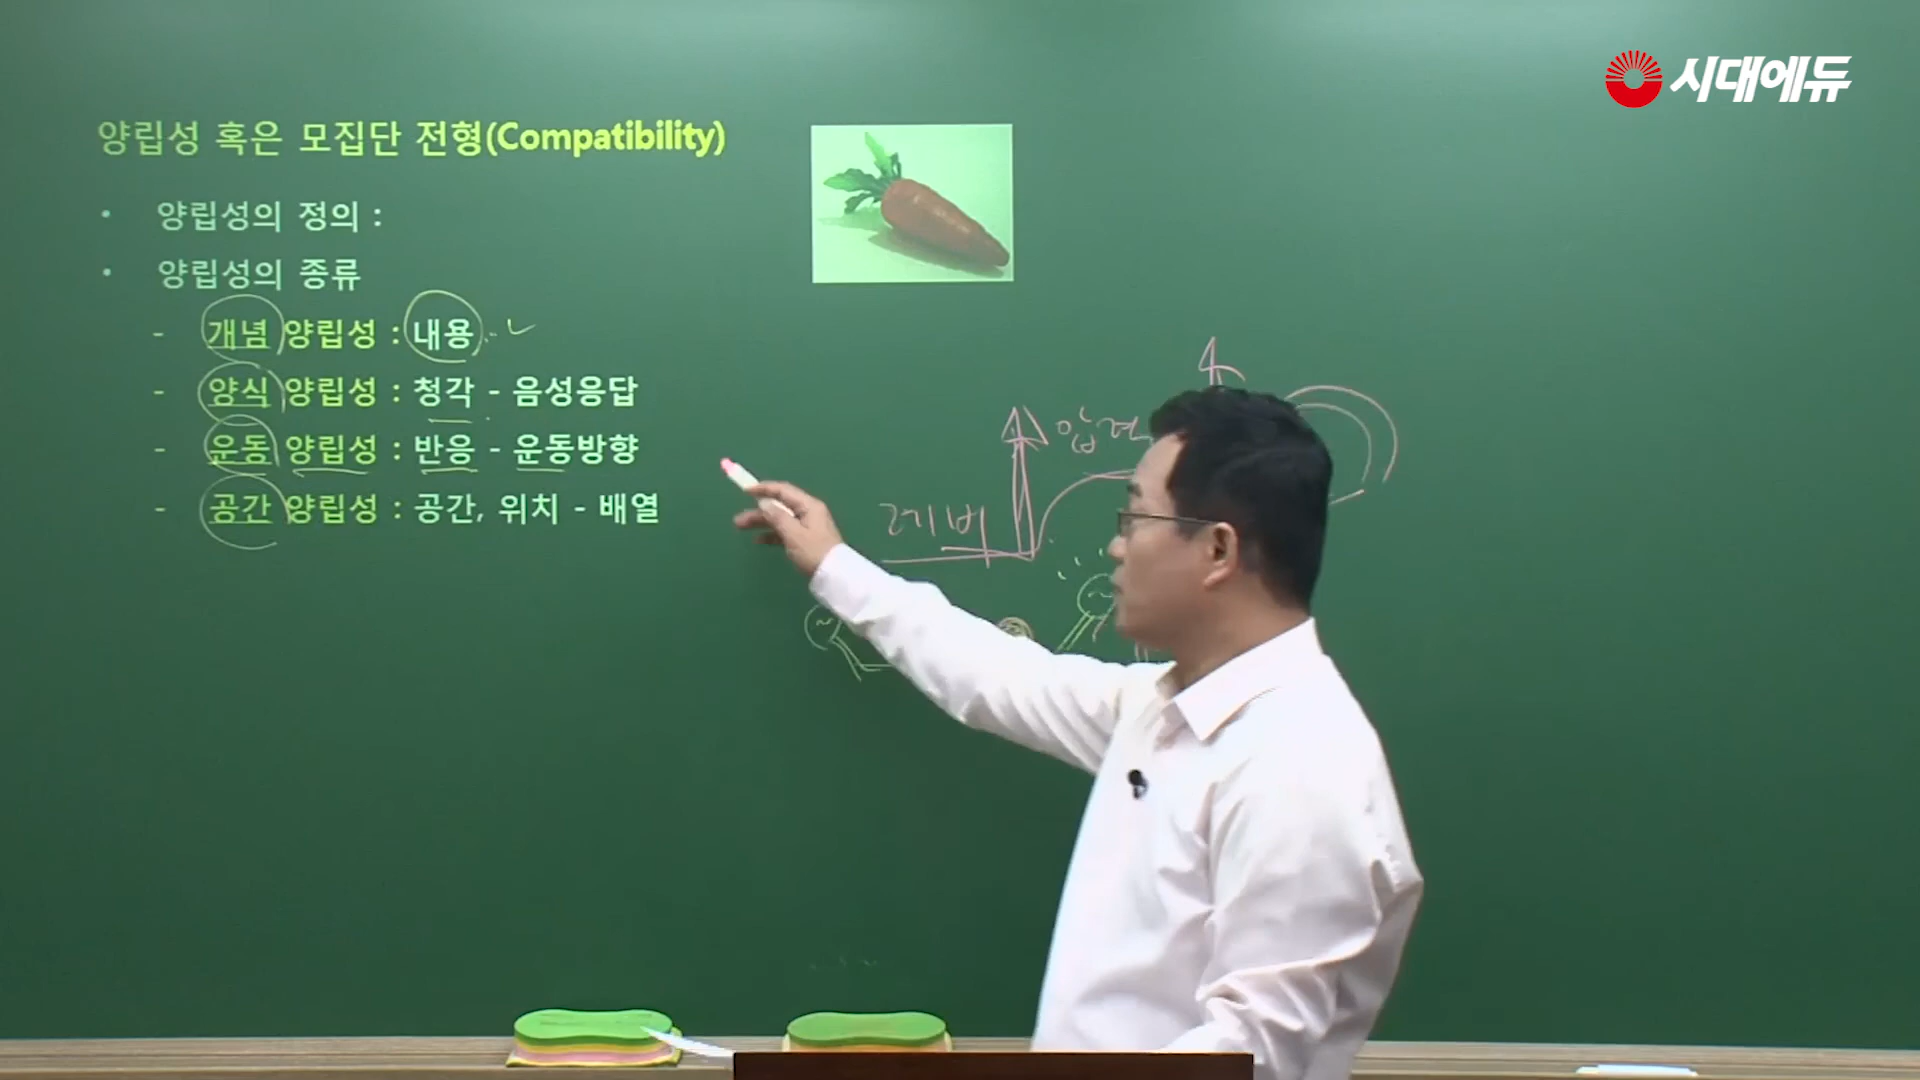 시대에듀
양립성 혹은 모집단 전형(Compatibility)
• 양립성의 정의 :
• 양립성의 종류
- 개념 양립성 : 내용
- 양식 양립성 : 청각 - 음성응답
- 운동 양립성 : 반응 - 운동방향
- 공간 양립성 : 공간, 위치 - 배열
레버